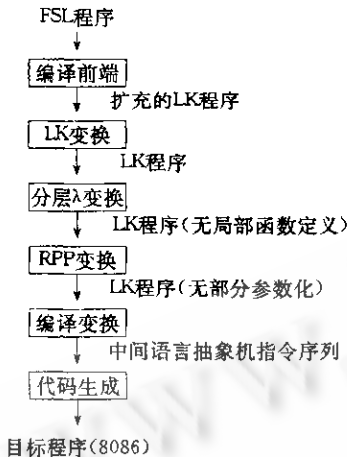 FSL程序
编译前端
扩充的LK程序
LK变换
LK程序
分层λ变换
LK程序(无局部函数定义)
RPP变换
LK程序(无部分参数化)
编译变换
中间语言抽象机指令序列
代码生成
目标程序(8086)